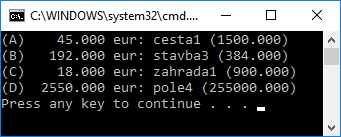 C:\WINDOWS\system32\cmd....
(A)    45.000 eur: cesta1 (1500.000)
(B)   192.000 eur: stavba3 (384.000)
(C)    18.000 eur: zahrada1 (900.000)
(D)  2550.000 eur: pole4 (255000.000)
Press any key to continue . . .